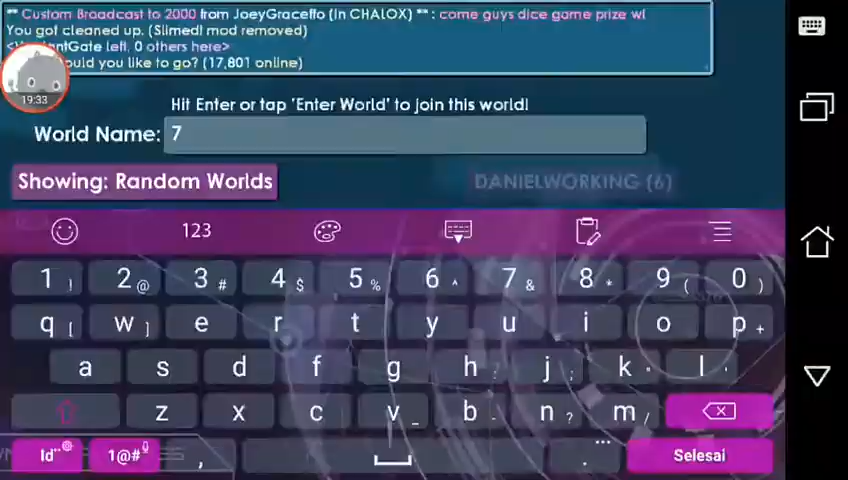 ** Custom Broadcast to 2000 from JoeyGraceffo (in CHALOX) ** : come guys dice game prize wl
You got cleaned up. (Slimed! mod removed)
left, 0 others here>
would you like to go? (17,801 online)
19:33
Hit Enter or tap 'Enter World' to join this world!
World Name: 7
Showing: Random Worlds DANIELWORKING (6)
123
1 ! 2 @ 3 # 4 $ 5 % 6 ^ 7 & 8 * 9 ( 0 )
q [ w ] e r t y u i o p +
a s d f g h j ; k " l '
z x c v _ b - n ? m /
Id 1@# , . ... Selesai